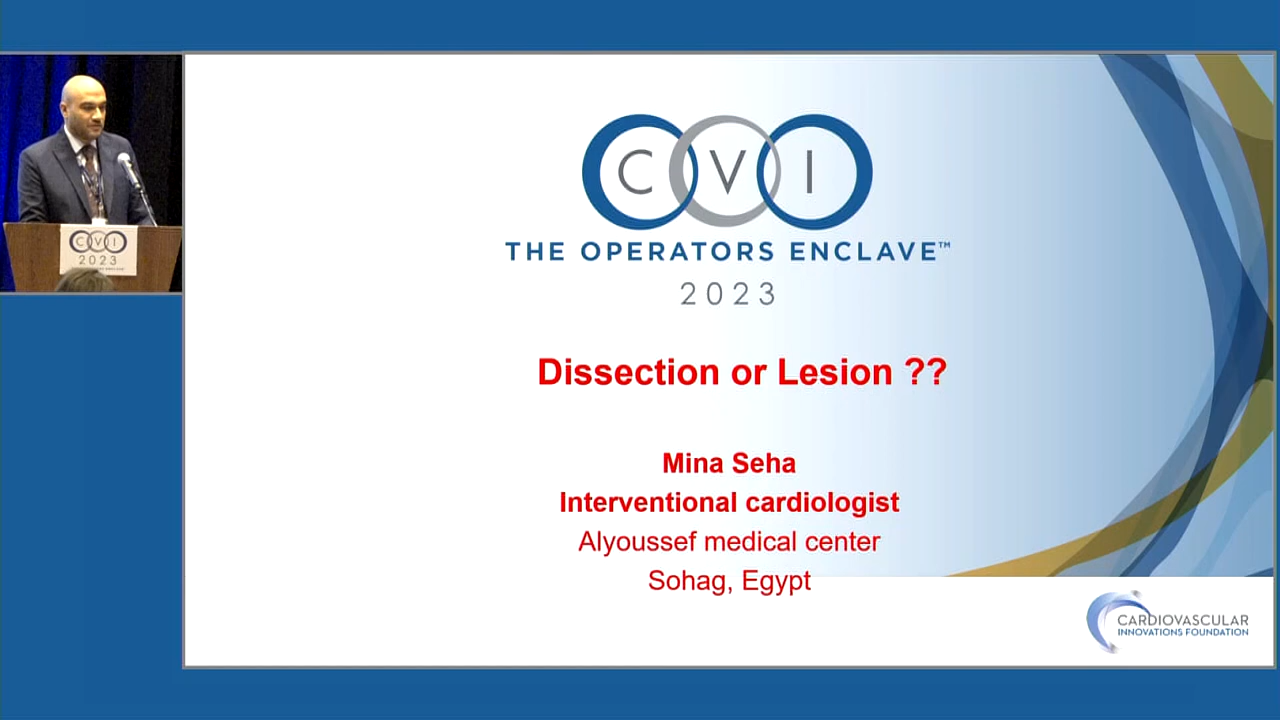 CVI
2023
CVI
THE OPERATORS ENCLAVE™
2023
Dissection or Lesion ??
Mina Seha
Interventional cardiologist
Alyoussef medical center
Sohag, Egypt
CARDIOVASCULAR
INNOVATIONS FOUNDATION